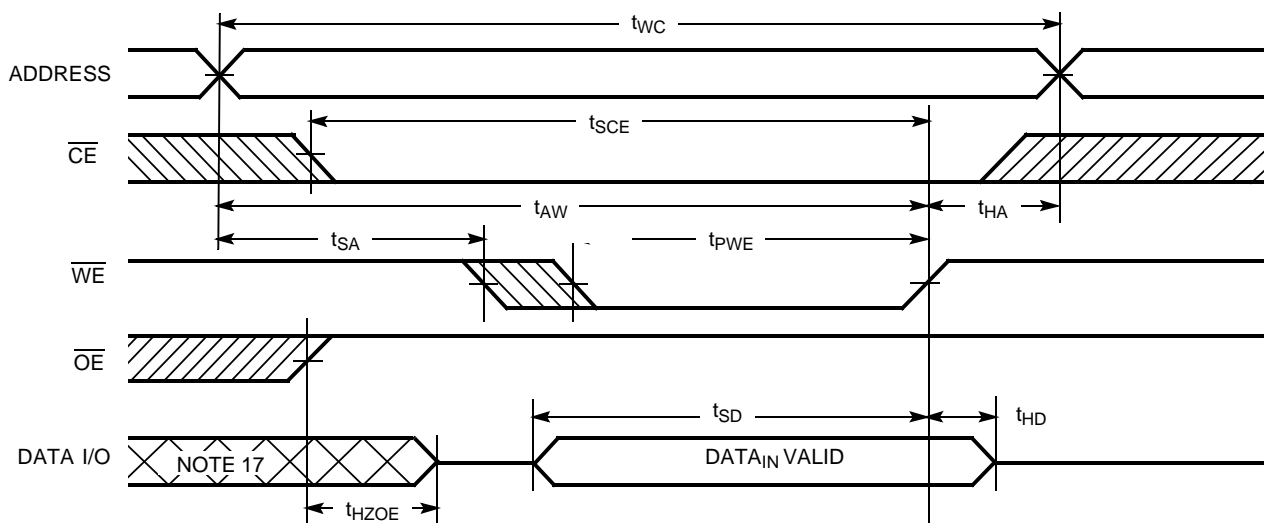 tWC
ADDRESS
tSCE
CE
tAW
tHA
tSA
tPWE
WE
OE
tSD
tHD
DATA I/O
NOTE 17
DATAIN VALID
tHZOE